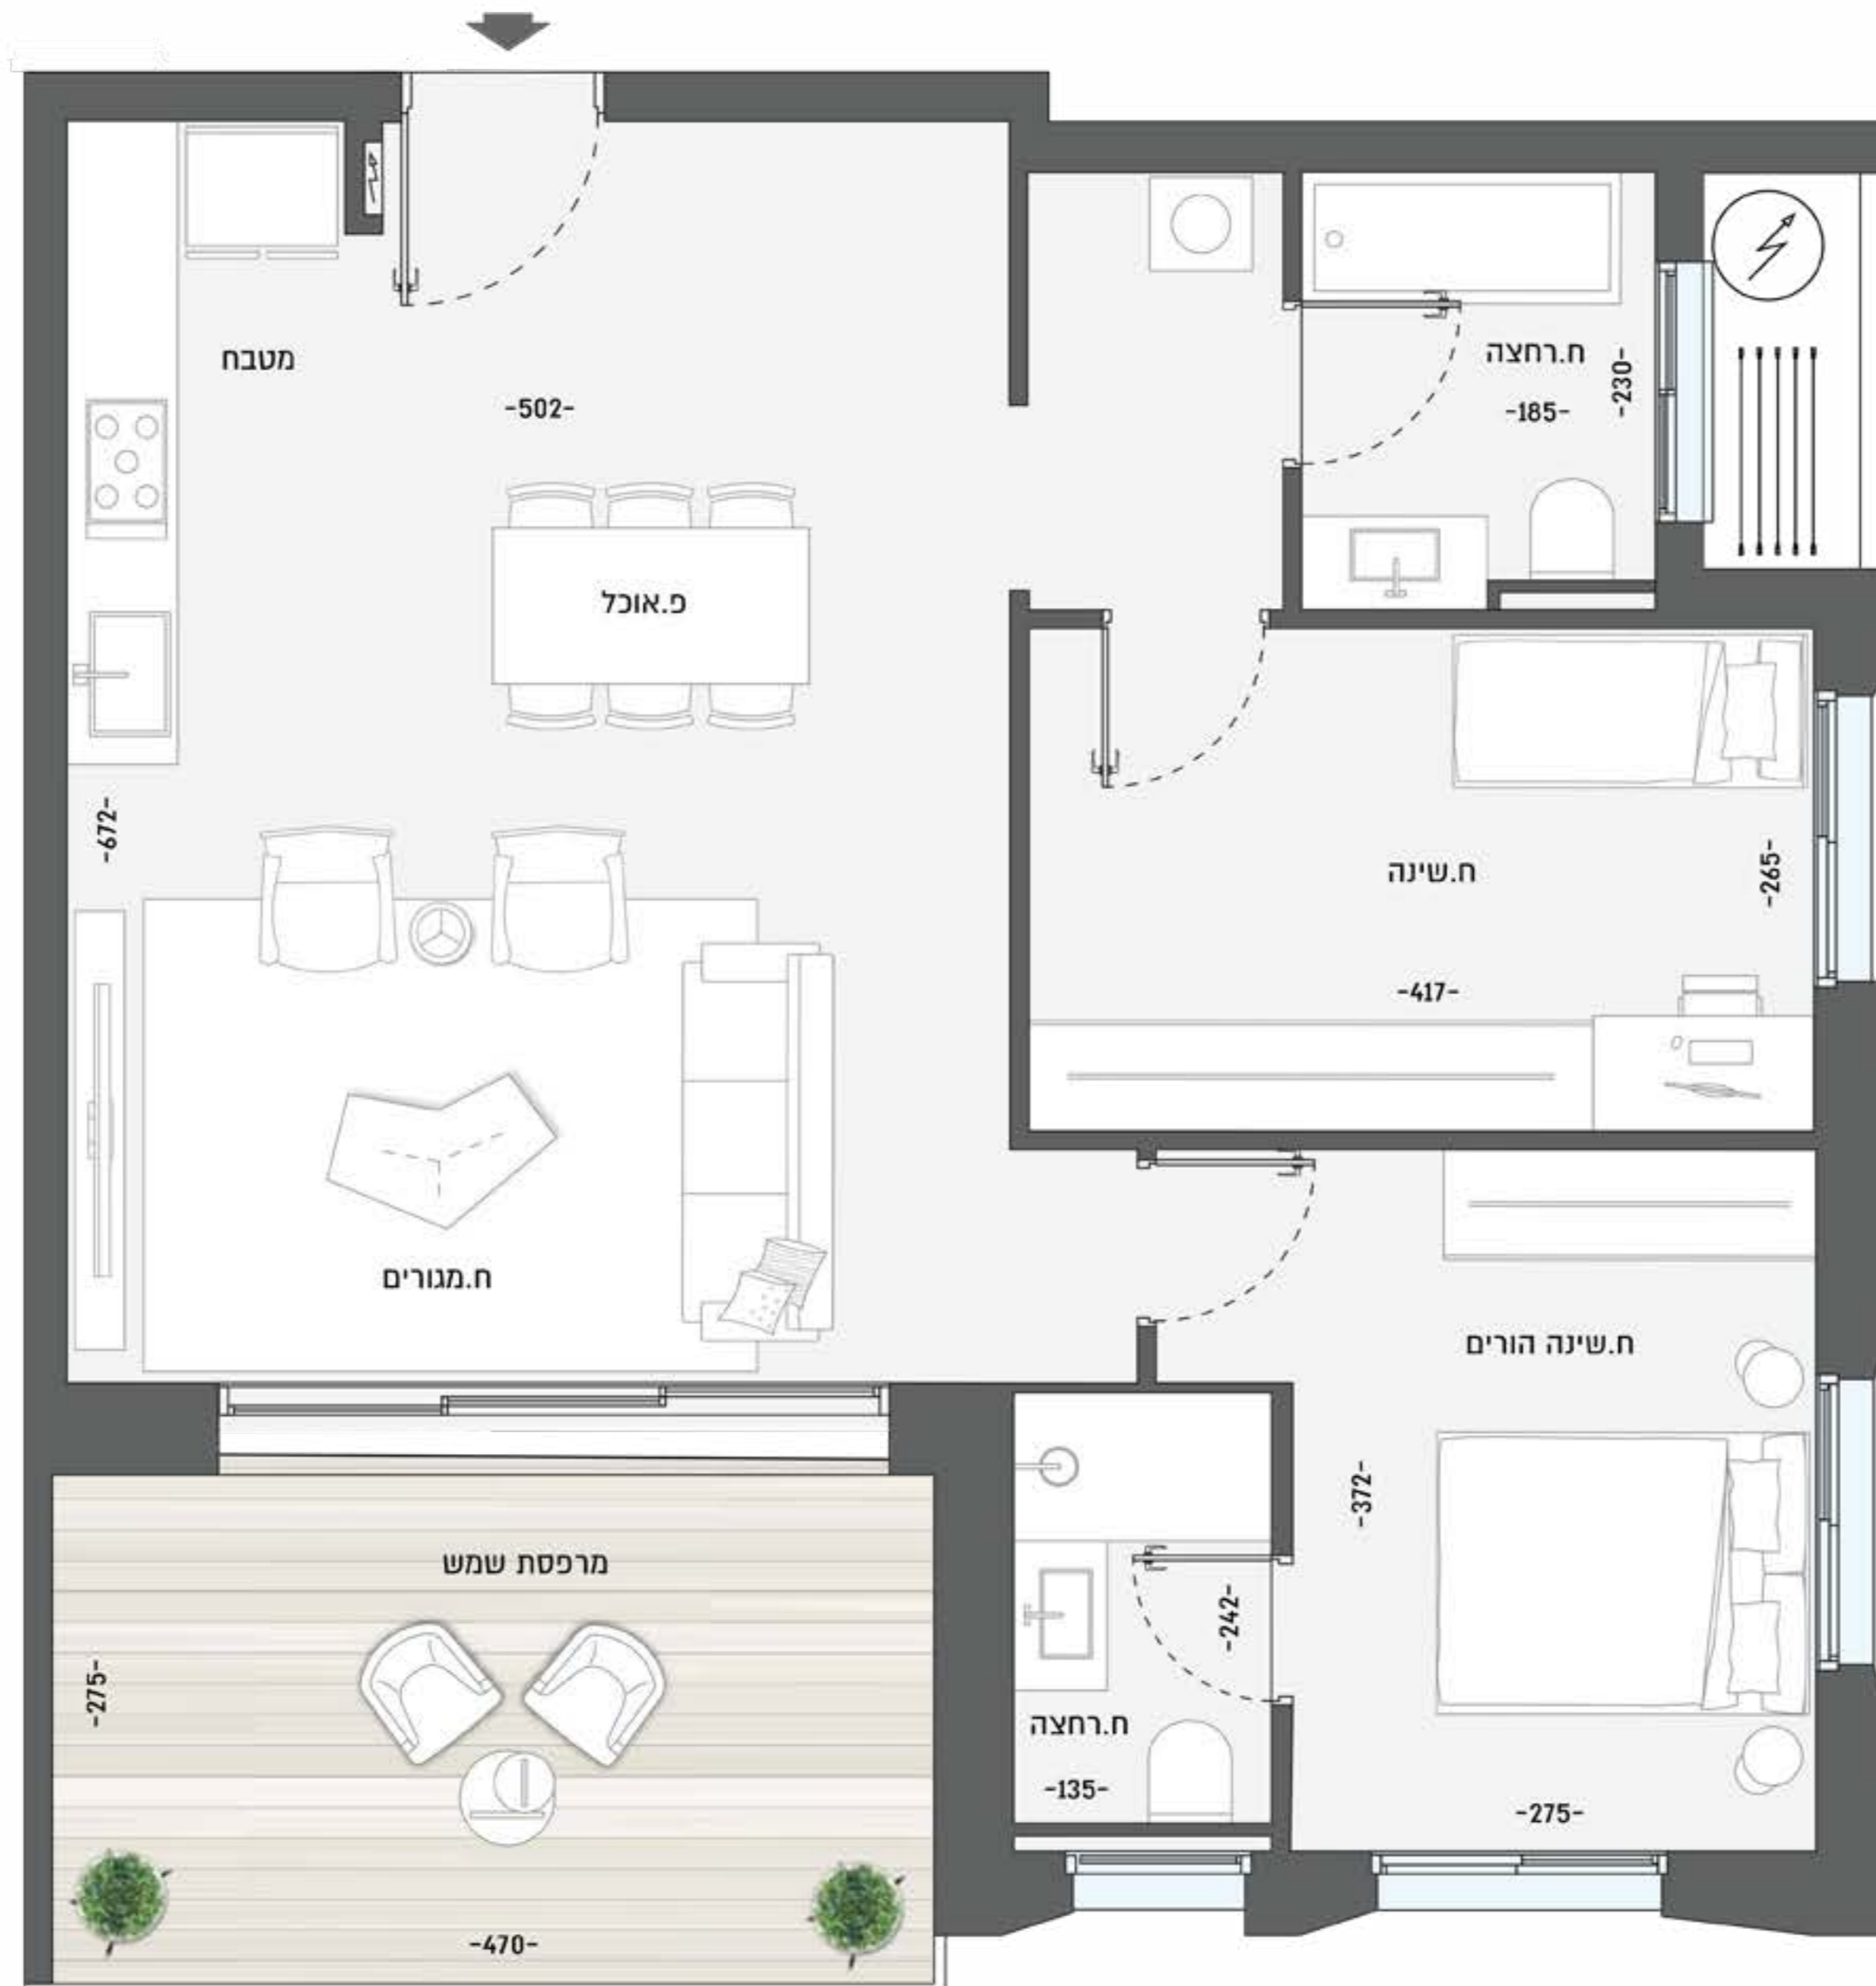 מטבח
-502-
ח.רחצה
-230-
-185-
פ.אוכל
-672-
ח.שינה
-265-
-417-
ח.מגורים
ח.שינה הורים
-372-
מרפסת שמש
-242-
-275-
ח.רחצה
-135-
-275-
-470-